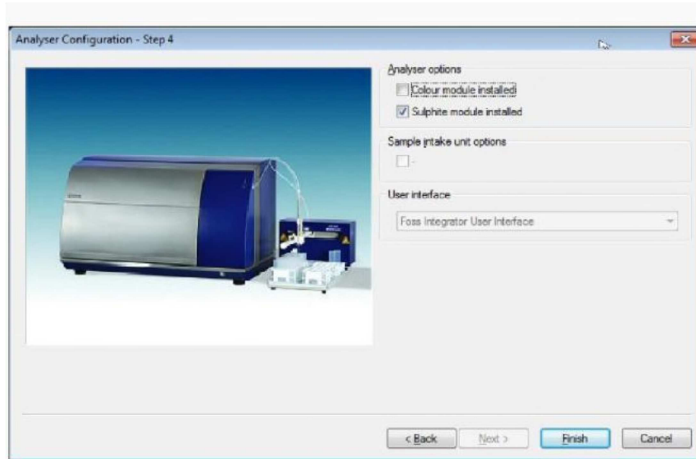 Analyser Configuration - Step 4
Analyser options
Colour module installed
Sulphite module installed
Sample intake unit options
-
User interface
Foss Integrator User Interface
< Back
Next >
Finish
Cancel